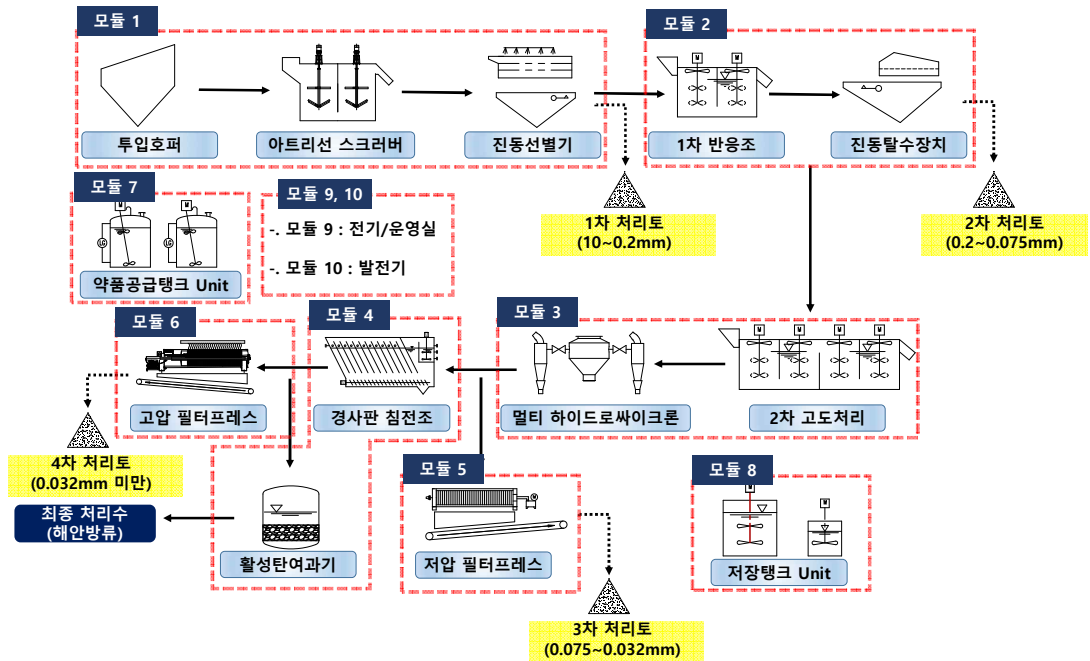 모듈 1
투입호퍼
아트리션 스크러버
진동선별기
모듈 2
1차 반응조
진동탈수장치
1차 처리토
(10~0.2mm)
2차 처리토
(0.2~0.075mm)
모듈 7
약품공급탱크 Unit
모듈 9, 10
-. 모듈 9 : 전기/운영실
-. 모듈 10 : 발전기
모듈 3
멀티 하이드로싸이크론
2차 고도처리
모듈 4
경사판 침전조
활성탄여과기
모듈 6
고압 필터프레스
4차 처리토
(0.032mm 미만)
최종 처리수
(해안방류)
모듈 5
저압 필터프레스
3차 처리토
(0.075~0.032mm)
모듈 8
저장탱크 Unit